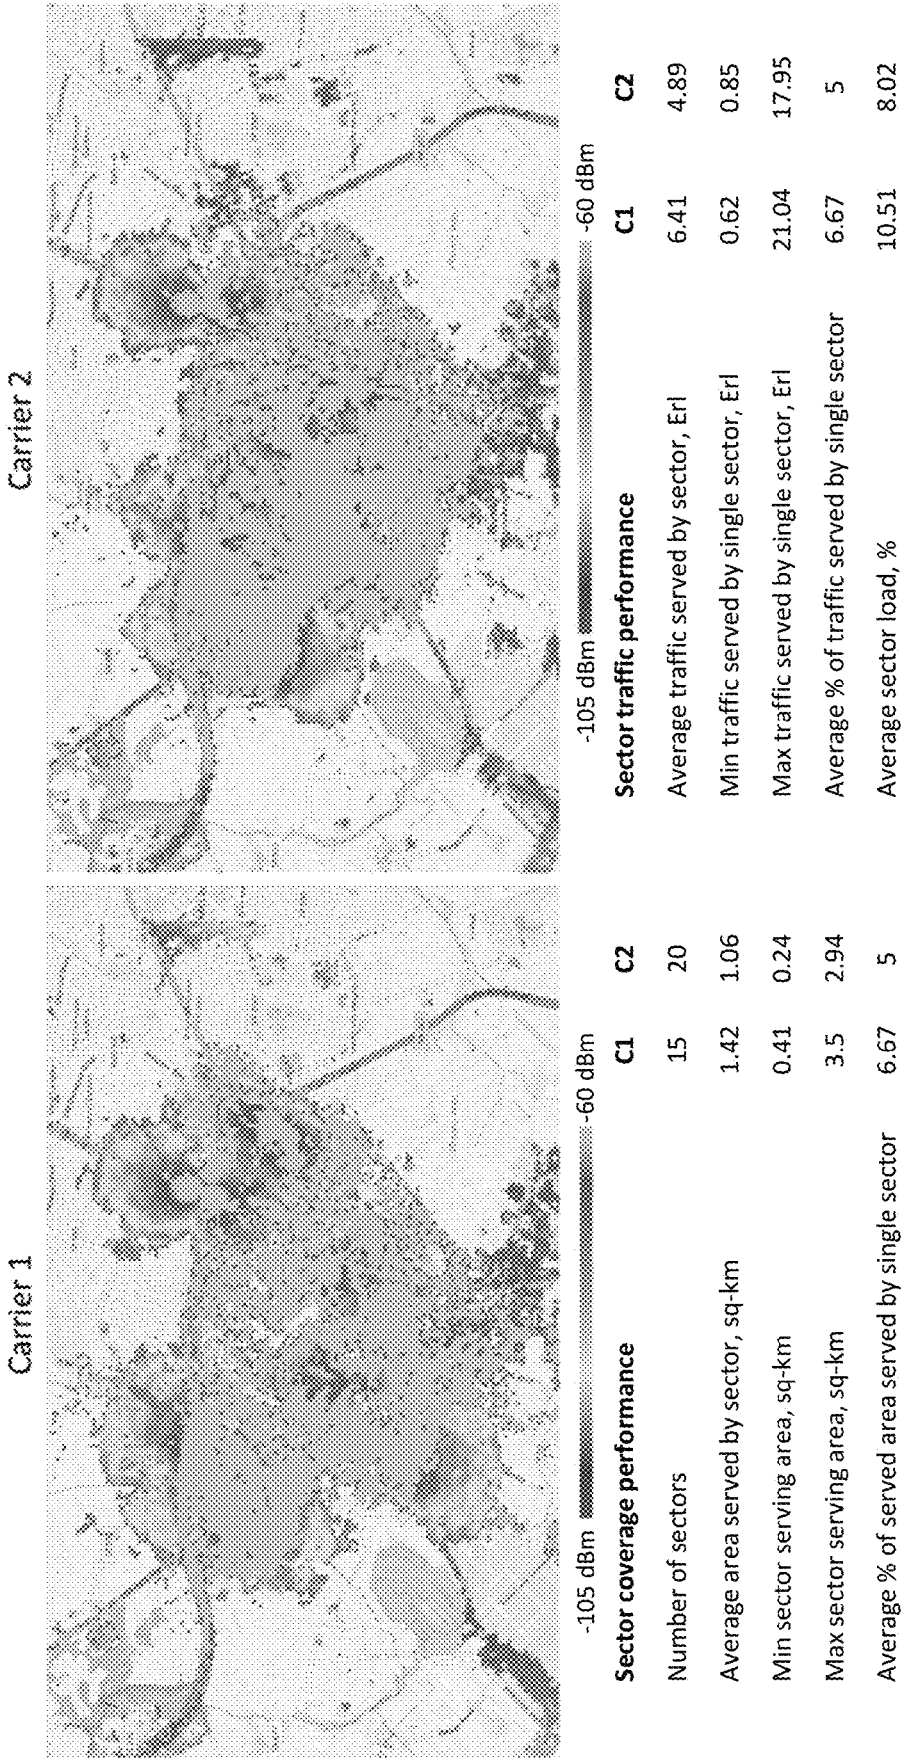 Carrier 1
Carrier 2
-105 dBm -60 dBm
-105 dBm -60 dBm
Sector coverage performance C1 C2
Number of sectors 15 20
Average area served by sector, sq-km 1.42 1.06
Min sector serving area, sq-km 0.41 0.24
Max sector serving area, sq-km 3.5 2.94
Average % of served area served by single sector 6.67 5
Sector traffic performance C1 C2
Average traffic served by sector, Erl 6.41 4.89
Min traffic served by single sector, Erl 0.62 0.85
Max traffic served by single sector, Erl 21.04 17.95
Average % of traffic served by single sector 6.67 5
Average sector load, % 10.51 8.02